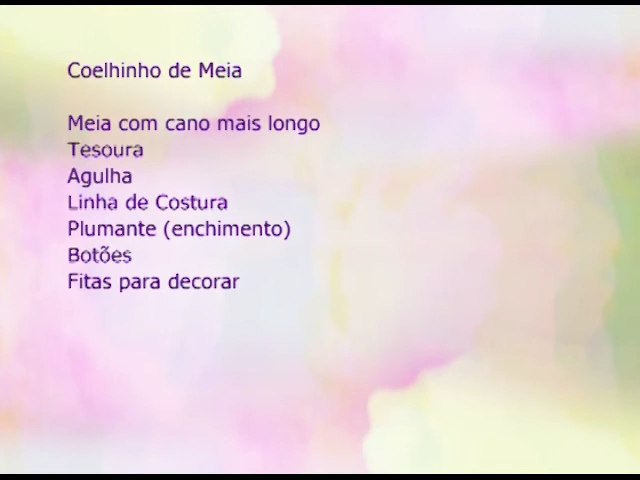 Coelhinho de Meia
Meia com cano mais longo
Tesoura
Agulha
Linha de Costura
Plumante (enchimento)
Botões
Fitas para decorar